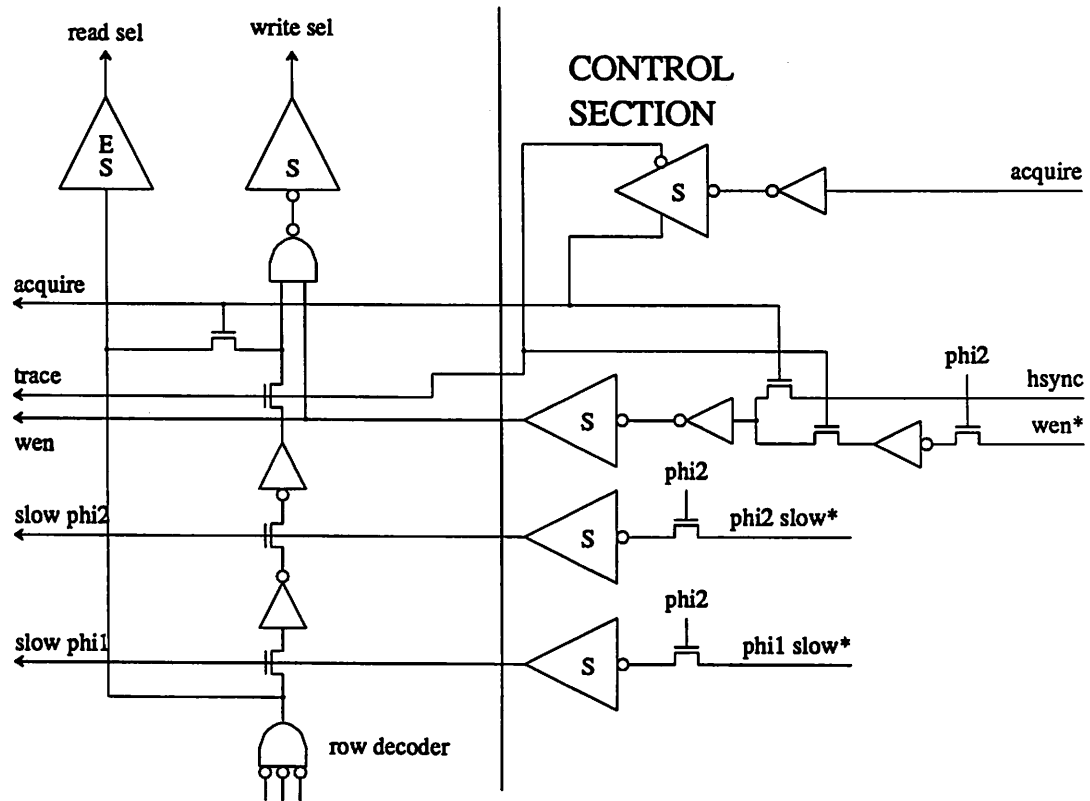 read sel
write sel
CONTROL
SECTION
E
S
S
S
acquire
acquire
phi2
trace
hsync
S
wen
wen*
phi2
slow phi2
S
phi2 slow*
phi2
slow phi1
S
phi1 slow*
row decoder